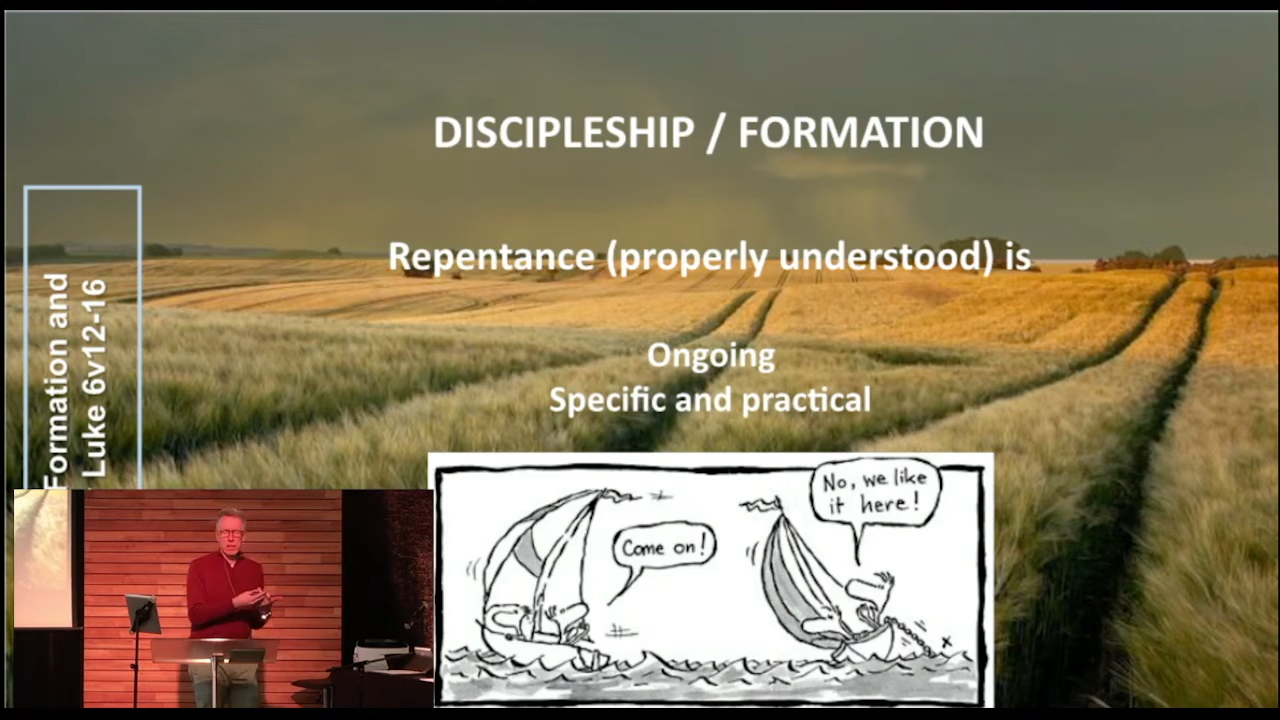 DISCIPLESHIP / FORMATION
Repentance (properly understood) is
Ongoing
Specific and practical
Formation and
Luke 6v12-16
Come on!
No, we like
it here!